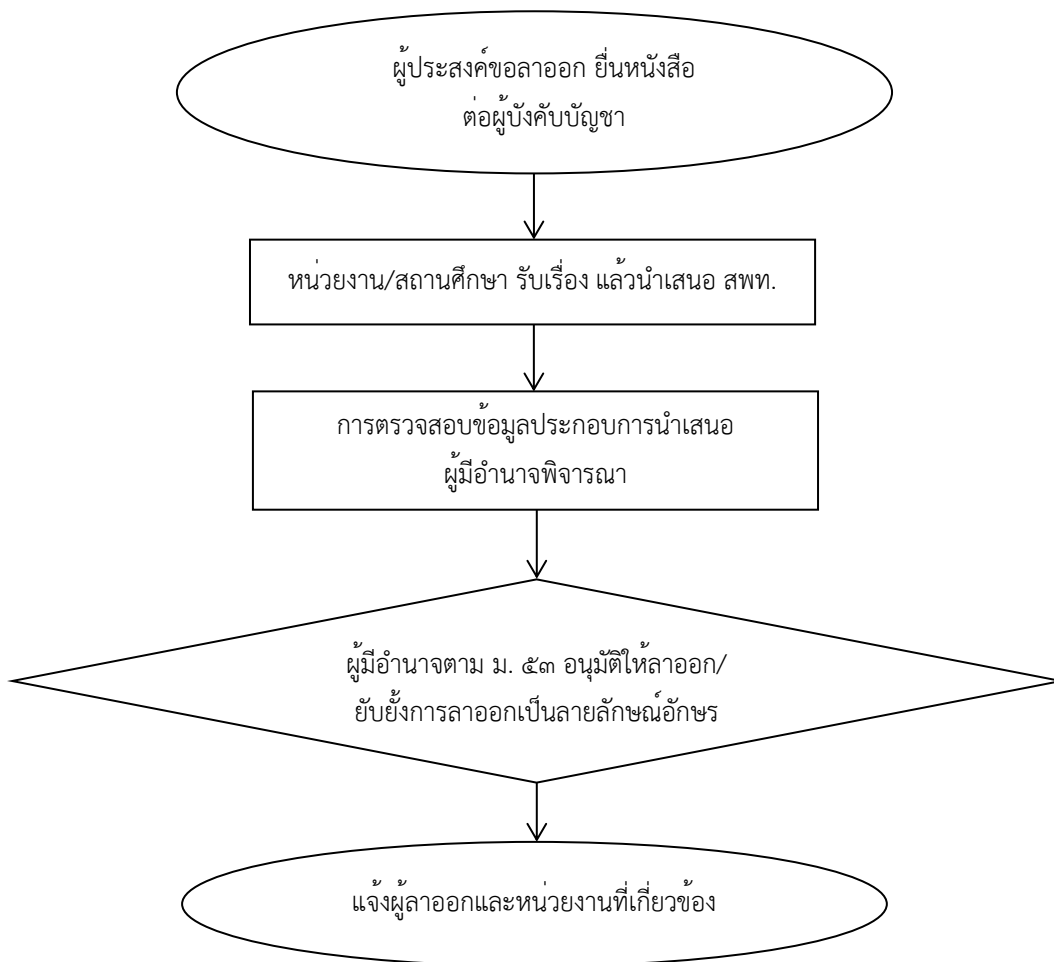 ผู้ประสงค์ขอลาออก ยื่นหนังสือ
ต่อผู้บังคับบัญชา
หน่วยงาน/สถานศึกษา รับเรื่อง แล้วนำเสนอ สพท.
การตรวจสอบข้อมูลประกอบการนำเสนอ
ผู้มีอำนาจพิจารณา
ผู้มีอำนาจตาม ม. ๕๓ อนุมัติให้ลาออก/
ยับยั้งการลาออกเป็นลายลักษณ์อักษร
แจ้งผู้ลาออกและหน่วยงานที่เกี่ยวข้อง